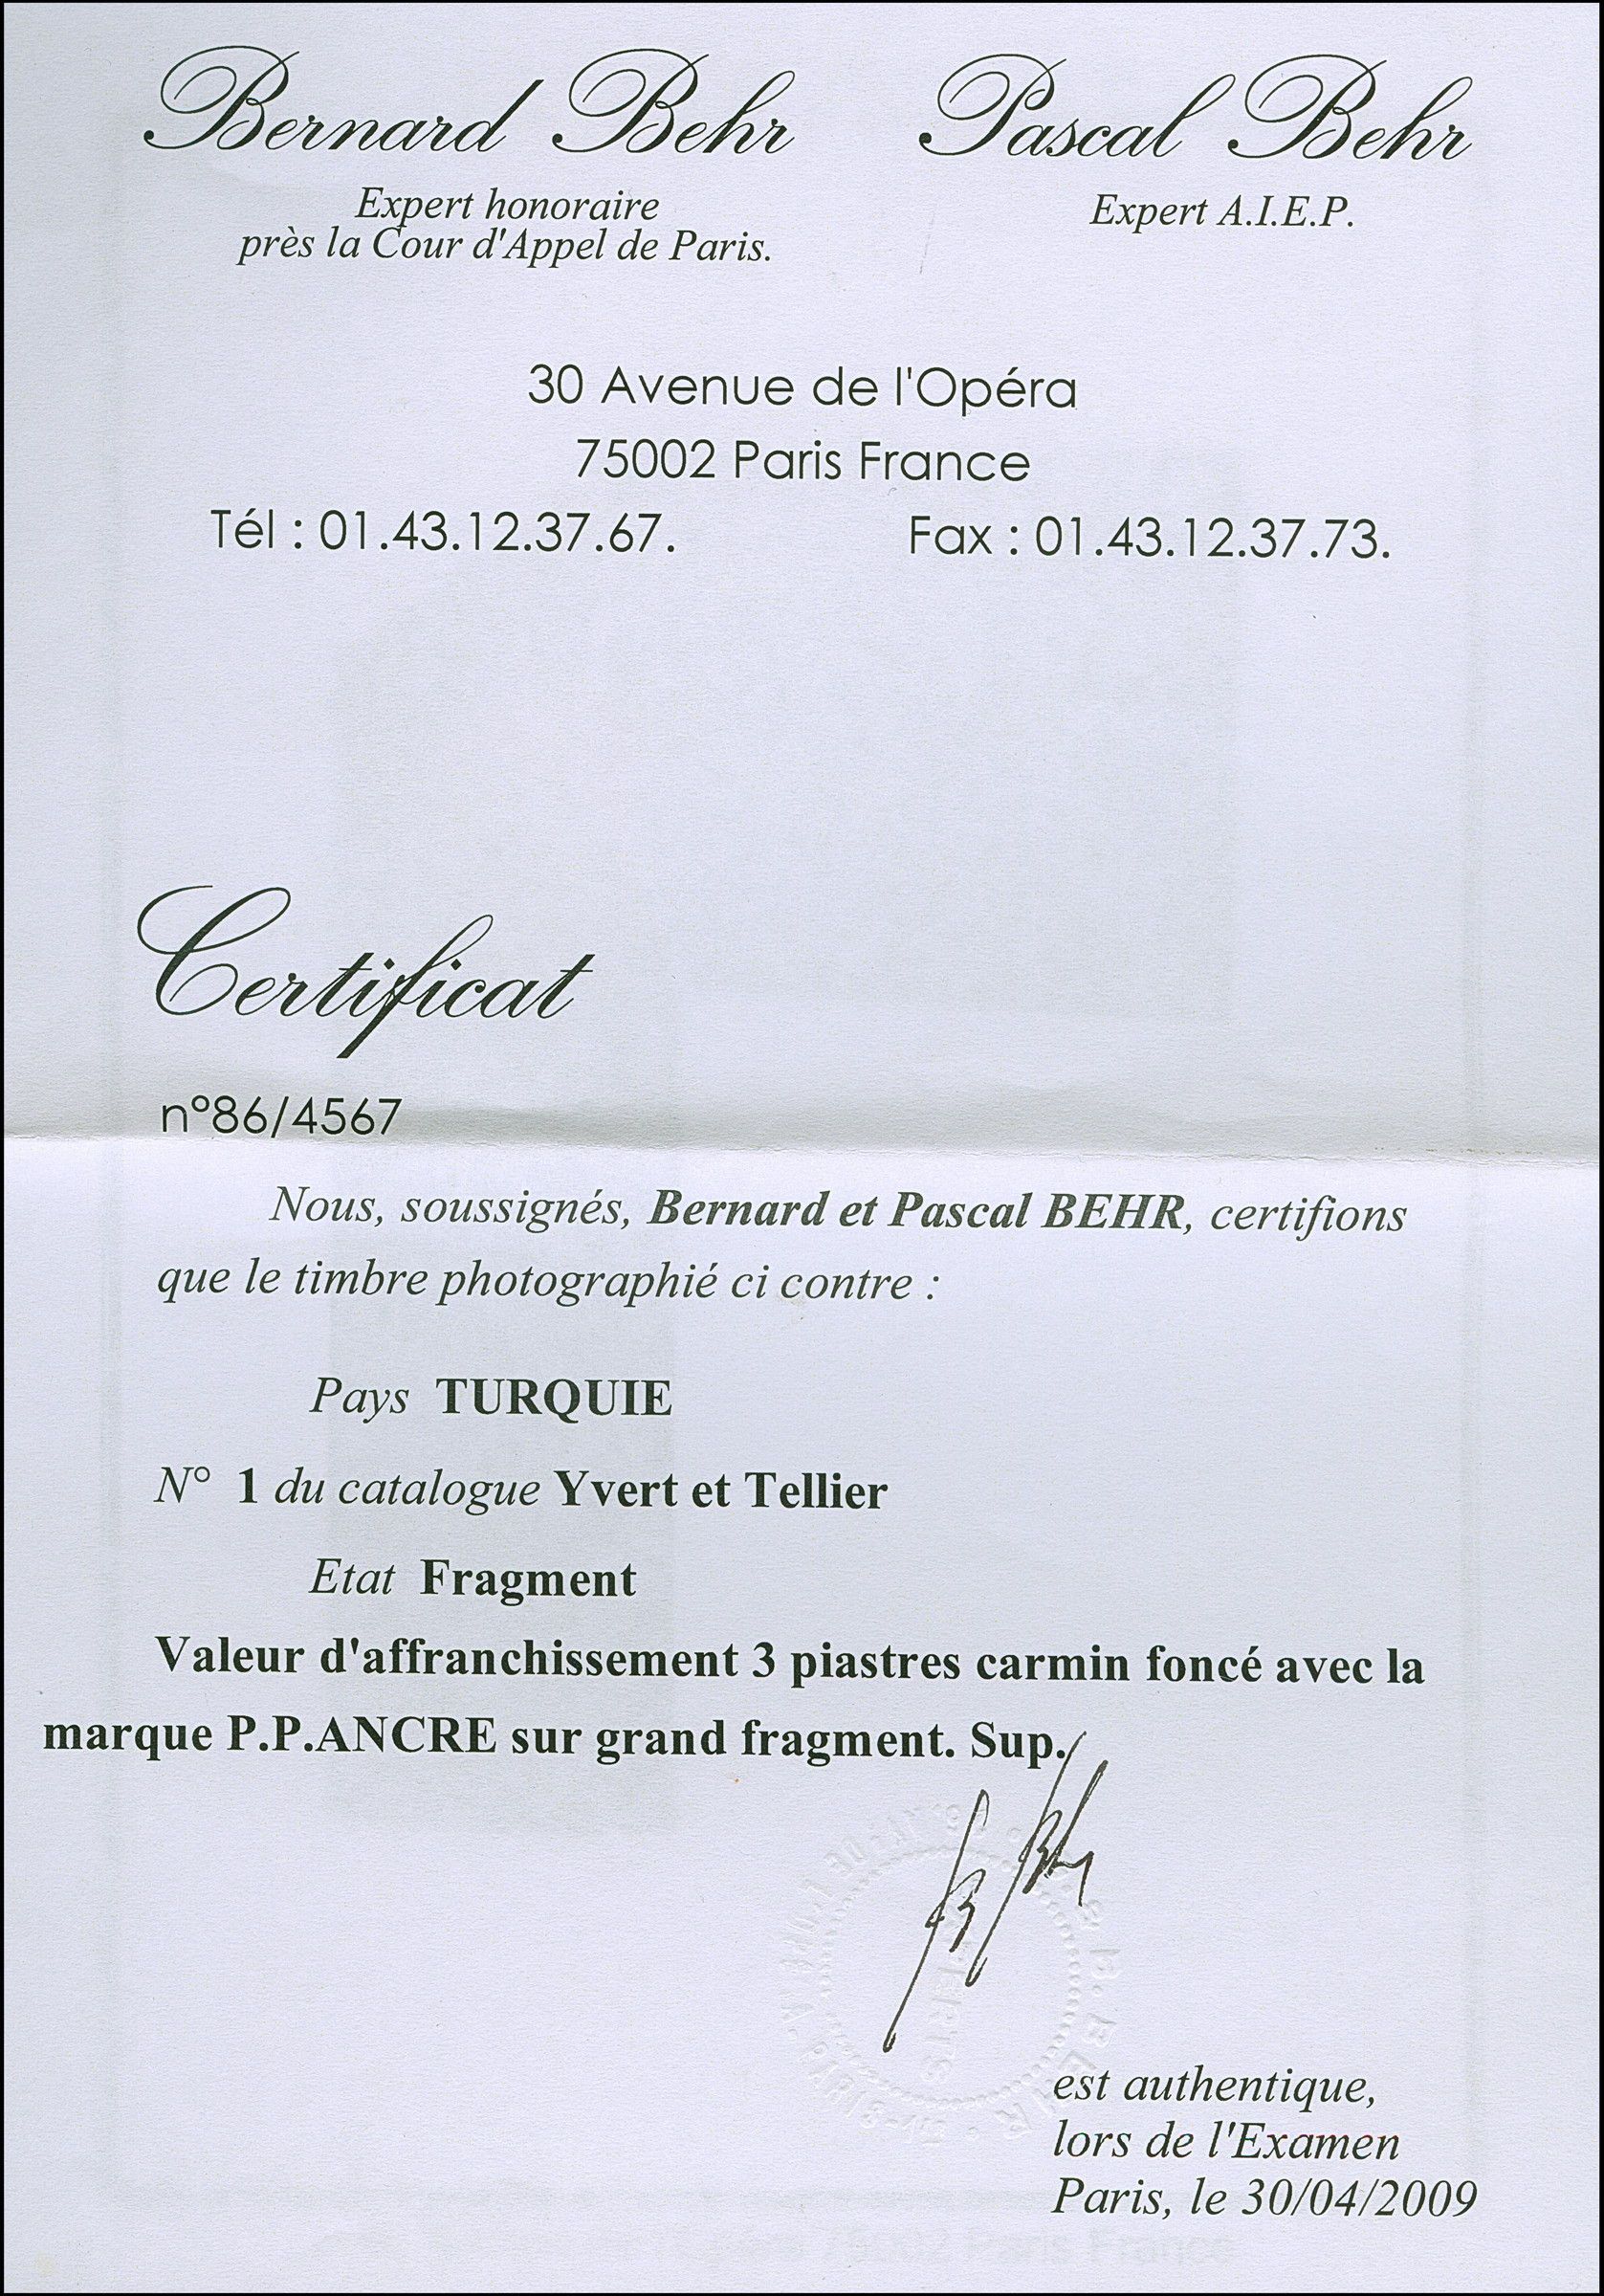 Bernard Behr Pascal Behr
Expert honoraire
près la Cour d'Appel de Paris.
Expert A.I.E.P.
30 Avenue de l'Opéra
75002 Paris France
Tél : 01.43.12.37.67. Fax : 01.43.12.37.73.
Certificat
n°86/4567
Nous, soussignés, Bernard et Pascal BEHR, certifions
que le timbre photographié ci contre :
Pays TURQUIE
N° 1 du catalogue Yvert et Tellier
Etat Fragment
Valeur d'affranchissement 3 piastres carmin foncé avec la
marque P.P.ANCRE sur grand fragment. Sup.
est authentique,
lors de l'Examen
Paris, le 30/04/2009